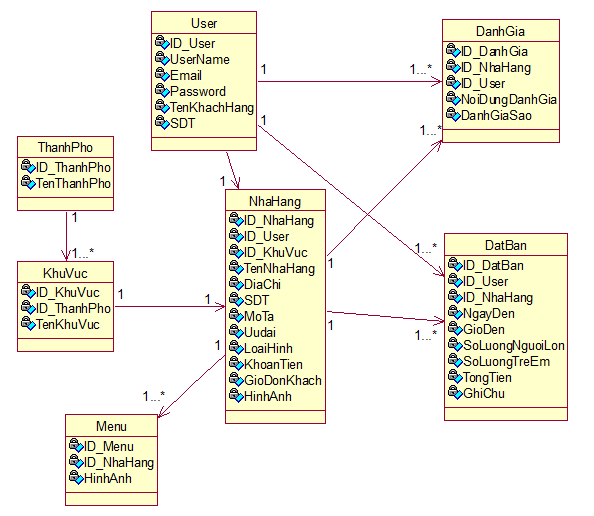 User
ID_User
UserName
Email
Password
TenKhachHang
SDT
DanhGia
ID_DanhGia
ID_NhaHang
ID_User
NoiDungDanhGia
DanhGiaSao
1
1...*
1
1...*
1
1...*
ThanhPho
ID_ThanhPho
TenThanhPho
1
1...*
1
NhaHang
ID_NhaHang
ID_User
ID_KhuVuc
TenNhaHang
DiaChi
SDT
MoTa
Uudai
LoaiHinh
KhoanTien
GioDonKhach
HinhAnh
KhuVuc
ID_KhuVuc
ID_ThanhPho
TenKhuVuc
1
1
1
1...*
1
1...*
DatBan
ID_DatBan
ID_User
ID_NhaHang
NgayDen
GioDen
SoLuongNguoiLon
SoLuongTreEm
TongTien
GhiChu
Menu
ID_Menu
ID_NhaHang
HinhAnh